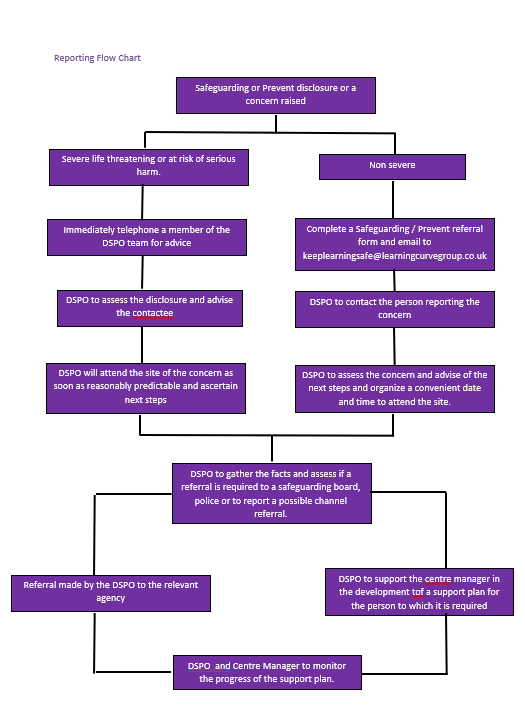 Reporting Flow Chart
Safeguarding or Prevent disclosure or a
concern raised
Severe life threatening or at risk of serious
harm.
Non severe
Immediately telephone a member of the
DSPO team for advice
Complete a Safeguarding / Prevent referral
form and email to
keeplearningsafe@learningcurvegroup.co.uk
DSPO to assess the disclosure and advise
the contactee
DSPO to contact the person reporting the
concern
DSPO will attend the site of the concern as
soon as reasonably predictable and ascertain
next steps
DSPO to assess the concern and advise of the
next steps and organize a convenient date
and time to attend the site.
DSPO to gather the facts and assess if a
referral is required to a safeguarding board,
police or to report a possible channel
referral.
Referral made by the DSPO to the relevant
agency
DSPO to support the centre manager in
the development tof a support plan for
the person to which it is required
DSPO and Centre Manager to monitor
the progress of the support plan.